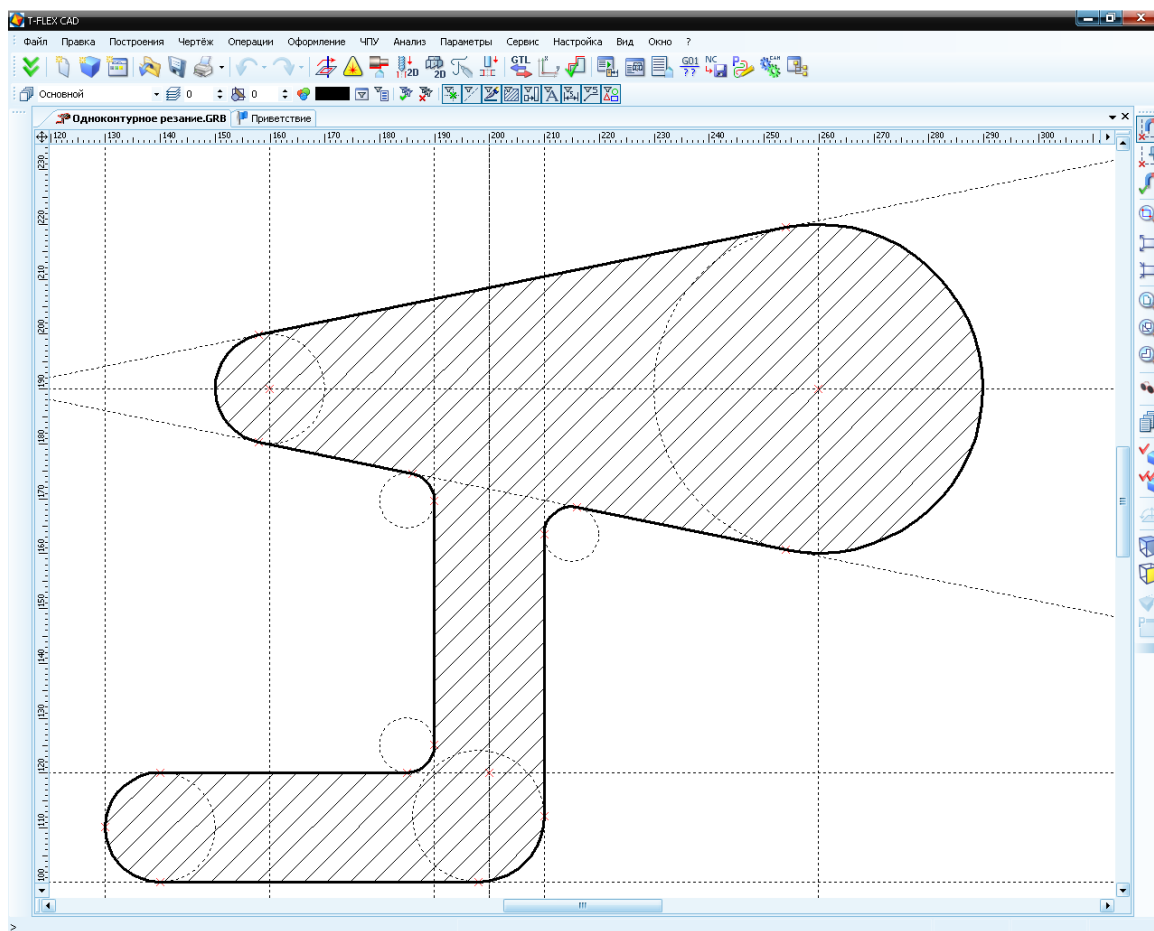 T-FLEX CAD
Файл Правка Построения Чертёж Операции Оформление ЧПУ Анализ Параметры Сервис Настройка Вид Окно ?
2D 2D GTL G01 ?? NC CAM
Основной 0 0
Одноконтурное резание.GRB Приветствие
120 130 140 150 160 170 180 190 200 210 220 230 240 250 260 270 280 290 300
230
220
210
200
190
180
170
160
150
140
130
120
110
100
>